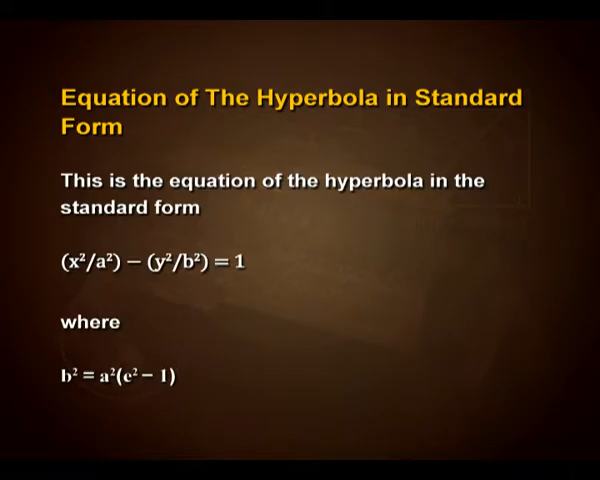 Equation of The Hyperbola in Standard
Form
This is the equation of the hyperbola in the
standard form
(x²/a²) − (y²/b²) = 1
where
b² = a²(e² − 1)